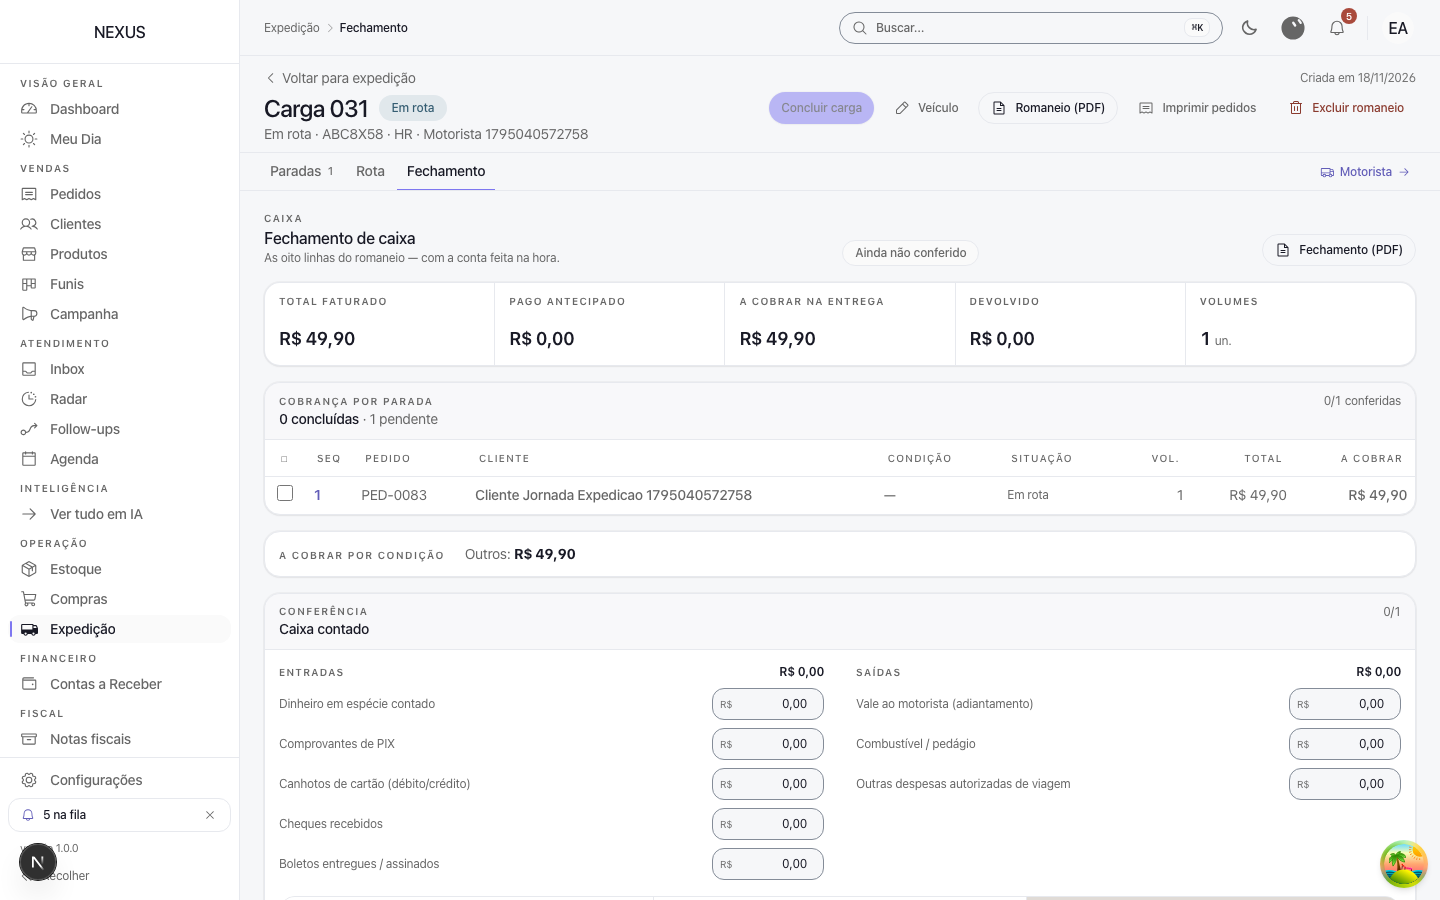 NEXUS
VISÃO GERAL
Dashboard
Meu Dia
VENDAS
Pedidos
Clientes
Produtos
Funis
Campanha
ATENDIMENTO
Inbox
Radar
Follow-ups
Agenda
INTELIGÊNCIA
Ver tudo em IA
OPERAÇÃO
Estoque
Compras
Expedição
FINANCEIRO
Contas a Receber
FISCAL
Notas fiscais
Configurações
5 na fila
1.0.0
N
Expedição > Fechamento
Buscar...
⌘K
5
EA
Voltar para expedição
Criada em 18/11/2026
Carga 031
Em rota
Concluir carga
Veículo
Romaneio (PDF)
Imprimir pedidos
Excluir romaneio
Em rota · ABC8X58 · HR · Motorista 1795040572758
Paradas 1
Rota
Fechamento
Motorista →
CAIXA
Fechamento de caixa
As oito linhas do romaneio — com a conta feita na hora.
Ainda não conferido
Fechamento (PDF)
TOTAL FATURADO
R$ 49,90
PAGO ANTECIPADO
R$ 0,00
A COBRAR NA ENTREGA
R$ 49,90
DEVOLVIDO
R$ 0,00
VOLUMES
1 un.
COBRANÇA POR PARADA
0 concluídas · 1 pendente
0/1 conferidas
SEQ PEDIDO CLIENTE CONDIÇÃO SITUAÇÃO VOL. TOTAL A COBRAR
1 PED-0083 Cliente Jornada Expedicao 1795040572758 — Em rota 1 R$ 49,90 R$ 49,90
A COBRAR POR CONDIÇÃO Outros: R$ 49,90
CONFERÊNCIA
Caixa contado
0/1
ENTRADAS R$ 0,00
Dinheiro em espécie contado R$ 0,00
Comprovantes de PIX R$ 0,00
Canhotos de cartão (débito/crédito) R$ 0,00
Cheques recebidos R$ 0,00
Boletos entregues / assinados R$ 0,00
SAÍDAS R$ 0,00
Vale ao motorista (adiantamento) R$ 0,00
Combustível / pedágio R$ 0,00
Outras despesas autorizadas de viagem R$ 0,00